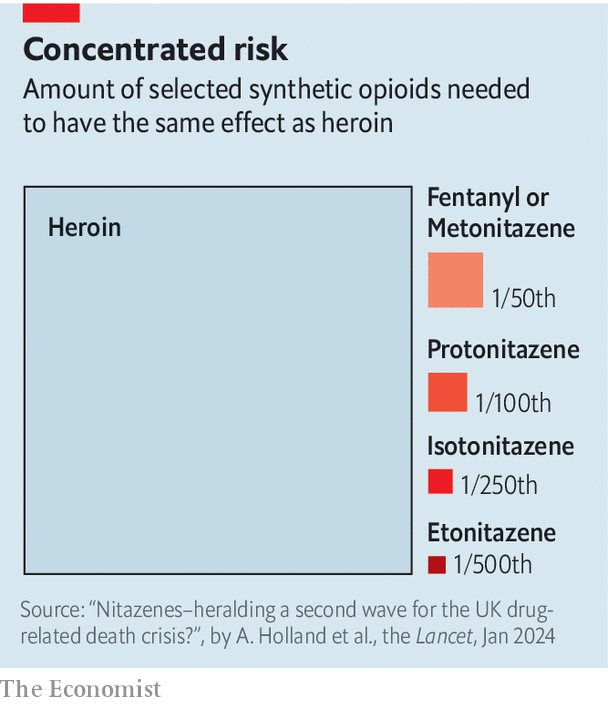 Concentrated risk
Amount of selected synthetic opioids needed
to have the same effect as heroin
Heroin
Fentanyl or
Metonitazene
1/50th
Protonitazene
1/100th
Isotonitazene
1/250th
Etonitazene
1/500th
Source: “Nitazenes–heralding a second wave for the UK drug-
related death crisis?”, by A. Holland et al., the Lancet, Jan 2024
The Economist